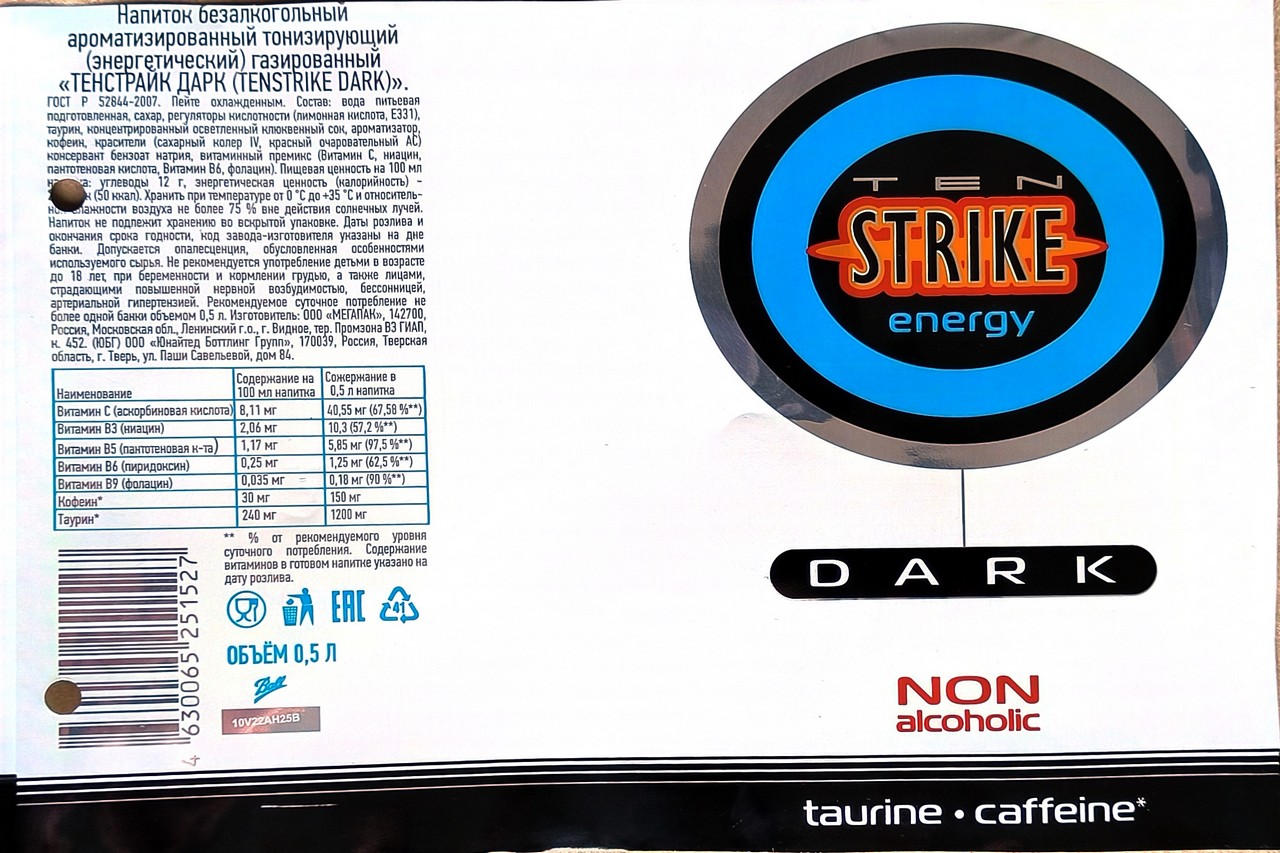 Напиток безалкогольный
ароматизированный тонизирующий
(энергетический) газированный
«ТЕНСТРАЙК ДАРК (TENSTRIKE DARK)».
ГОСТ Р 52844-2007. Пейте охлажденным. Состав: вода питьевая
подготовленная, сахар, регуляторы кислотности (лимонная кислота, Е331),
таурин, концентрированный осветленный клюквенный сок, ароматизатор,
кофеин, красители (сахарный колер IV, красный очаровательный АС)
консервант бензоат натрия, витаминный премикс (Витамин С, ниацин,
пантотеновая кислота, Витамин В6, фолацин). Пищевая ценность на 100 мл
углеводы 12 г, энергетическая ценность (калорийность) –
(50 ккал). Хранить при температуре от 0 °С до +35 °С и относитель-
влажности воздуха не более 75 % вне действия солнечных лучей.
Напиток не подлежит хранению во вскрытой упаковке. Даты розлива и
окончания срока годности, код завода-изготовителя указаны на дне
банки. Допускается опалесценция, обусловленная особенностями
используемого сырья. Не рекомендуется употребление детьми в возрасте
до 18 лет, при беременности и кормлении грудью, а также лицами,
страдающими повышенной нервной возбудимостью, бессонницей,
артериальной гипертензией. Рекомендуемое суточное потребление не
более одной банки объемом 0,5 л. Изготовитель: ООО «МЕГАПАК», 142700,
Россия, Московская обл., Ленинский г.о., г. Видное, тер. Промзона ВЗ ГИАП,
к. 452. (ЮБГ) ООО «Юнайтед Боттлинг Групп», 170039, Россия, Тверская
область, г. Тверь, ул. Паши Савельевой, дом 84.
Наименование Содержание на 100 мл напитка Сожержание в 0,5 л напитка
Витамин С (аскорбиновая кислота) 8,11 мг 40,55 мг (67,58 %**)
Витамин В3 (ниацин) 2,06 мг 10,3 (57,2 %**)
Витамин В5 (пантотеновая к-та) 1,17 мг 5,85 мг (97,5 %**)
Витамин В6 (пиридоксин) 0,25 мг 1,25 мг (62,5 %**)
Витамин В9 (фолацин) 0,035 мг 0,18 мг (90 %**)
Кофеин* 30 мг 150 мг
Таурин* 240 мг 1200 мг
** % от рекомендуемого уровня
суточного потребления. Содержание
витаминов в готовом напитке указано на
дату розлива.
EAC
41
ОБЪЁМ 0,5 Л
Ball
10V22AH25B
4 630065 251527
TEN
STRIKE
energy
DARK
NON
alcoholic
taurine • caffeine*